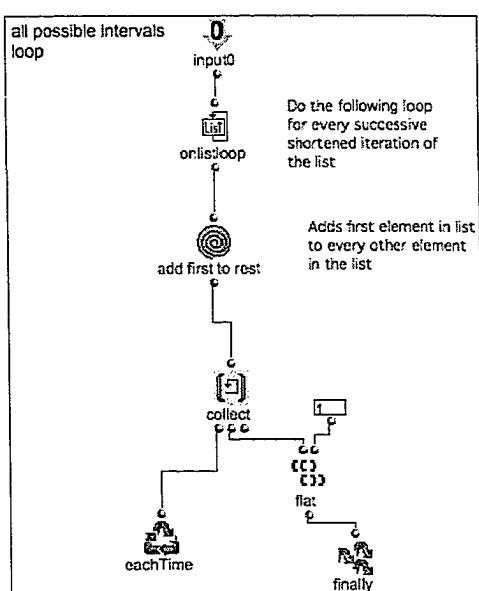 all possible intervals
loop
0
input0
Do the following loop
for every successive
shortened iteration of
the list
List
onlistloop
Adds first element in list
to every other element
in the list
add first to rest
collect
1
flat
eachTime
finally